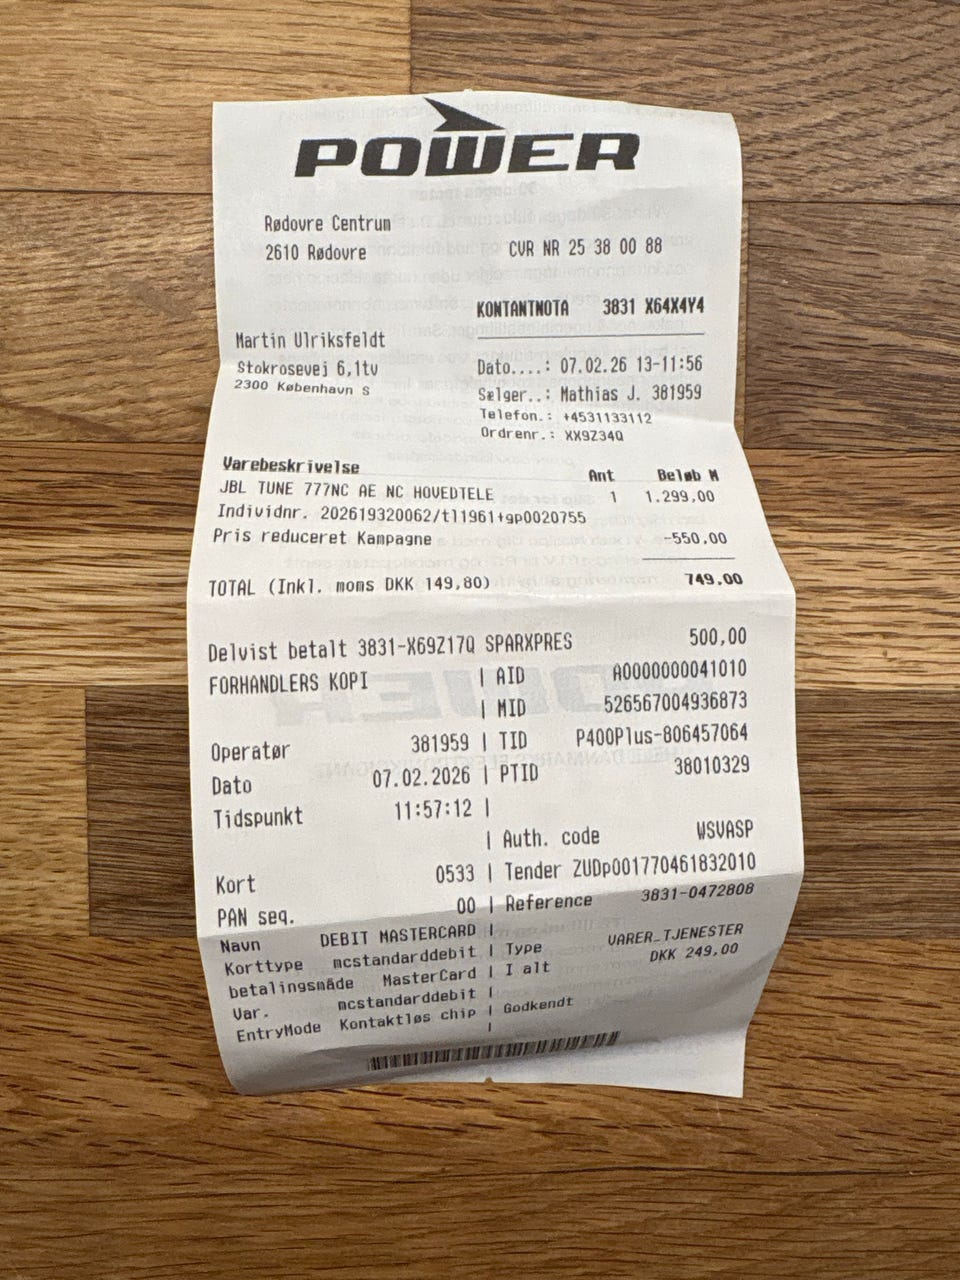 POWER
Rødovre Centrum
2610 Rødovre CVR NR 25 38 00 88
KONTANTNOTA 3831 X64X4Y4
Martin Ulriksfeldt
Stokrosevej 6,1tv Dato....: 07.02.26 13-11:56
2300 København S Sælger..: Mathias J. 381959
Telefon.: +4531133112
Ordrenr.: XX9Z34Q
Varebeskrivelse Ant Beløb M
JBL TUNE 777NC AE NC HOVEDTELE 1 1.299,00
Individnr. 202619320062/tl1961+gp0020755
Pris reduceret Kampagne -550,00
TOTAL (Inkl. moms DKK 149,80) 749,00
Delvist betalt 3831-X69Z17Q SPARXPRES 500,00
FORHANDLERS KOPI | AID A0000000041010
| MID 526567004936873
Operatør 381959 | TID P400Plus-806457064
Dato 07.02.2026 | PTID 38010329
Tidspunkt 11:57:12 |
| Auth. code WSVASP
Kort 0533 | Tender ZUDp001770461832010
PAN seq. 00 | Reference 3831-0472808
Navn DEBIT MASTERCARD |
Korttype mcstandarddebit | Type VARER_TJENESTER
betalingsmåde MasterCard | I alt DKK 249,00
Var. mcstandarddebit |
EntryMode Kontaktløs chip | Godkendt
|